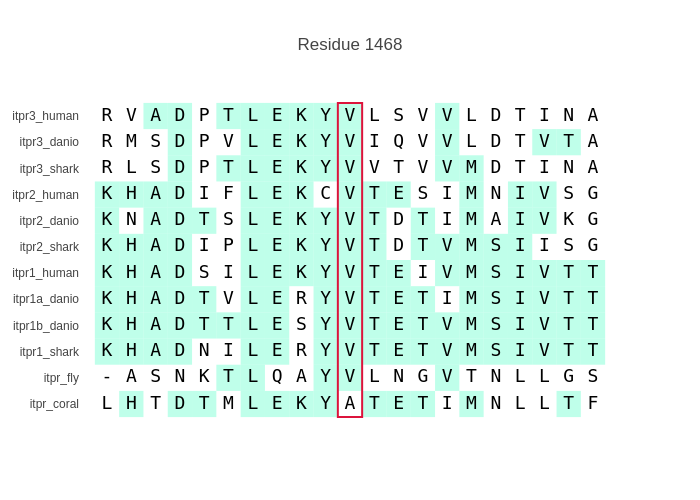 Residue 1468
itpr3_human R V A D P T L E K Y V L S V V L D T I N A
itpr3_danio R M S D P V L E K Y V I Q V V L D T V T A
itpr3_shark R L S D P T L E K Y V V T V V M D T I N A
itpr2_human K H A D I F L E K C V T E S I M N I V S G
itpr2_danio K N A D T S L E K Y V T D T I M A I V K G
itpr2_shark K H A D I P L E K Y V T D T V M S I I S G
itpr1_human K H A D S I L E K Y V T E I V M S I V T T
itpr1a_danio K H A D T V L E R Y V T E T I M S I V T T
itpr1b_danio K H A D T T L E S Y V T E T V M S I V T T
itpr1_shark K H A D N I L E R Y V T E T V M S I V T T
itpr_fly - A S N K T L Q A Y V L N G V T N L L G S
itpr_coral L H T D T M L E K Y A T E T I M N L L T F